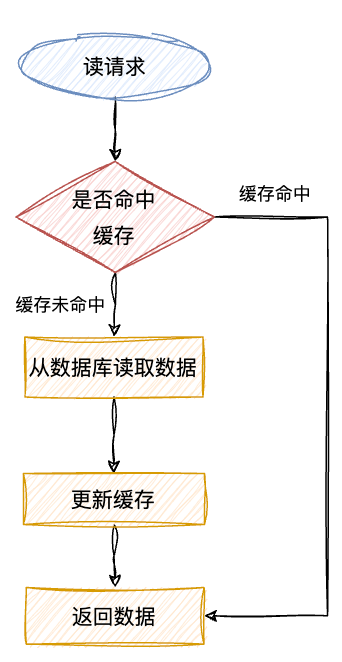 读请求
是否命中
缓存
缓存命中
缓存未命中
从数据库读取数据
更新缓存
返回数据